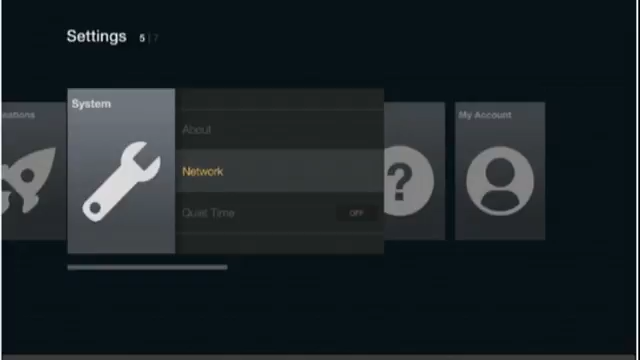 Settings 5|7
System
About
Network
Quiet Time OFF
My Account